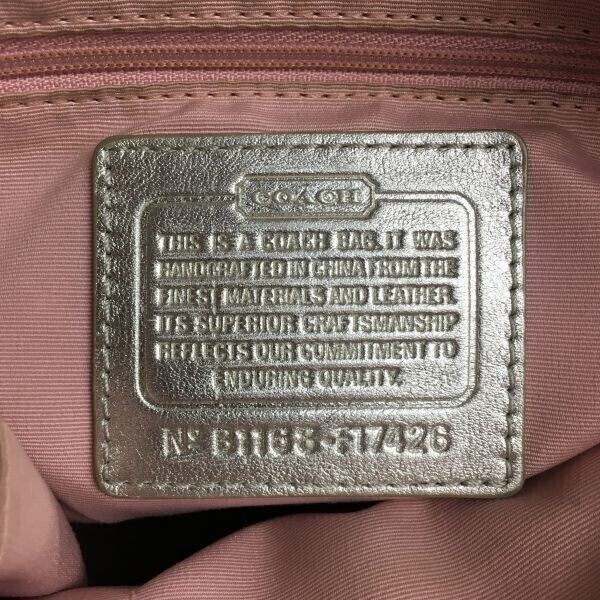 COACH
THIS IS A COACH BAG. IT WAS
HANDCRAFTED IN CHINA FROM THE
FINEST MATERIALS AND LEATHER.
ITS SUPERIOR CRAFTSMANSHIP
REFLECTS OUR COMMITMENT TO
ENDURING QUALITY.
Nº B1168-F17426